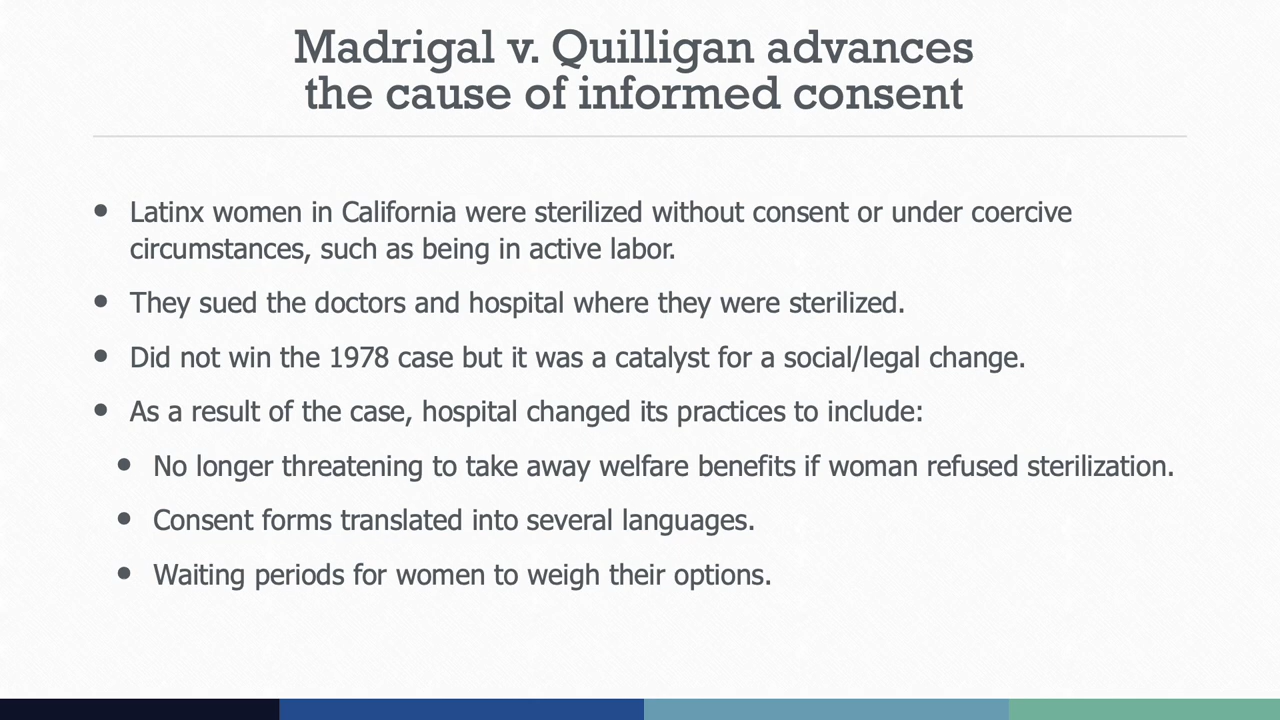 Madrigal v. Quilligan advances
the cause of informed consent
• Latinx women in California were sterilized without consent or under coercive
circumstances, such as being in active labor.
• They sued the doctors and hospital where they were sterilized.
• Did not win the 1978 case but it was a catalyst for a social/legal change.
• As a result of the case, hospital changed its practices to include:
• No longer threatening to take away welfare benefits if woman refused sterilization.
• Consent forms translated into several languages.
• Waiting periods for women to weigh their options.